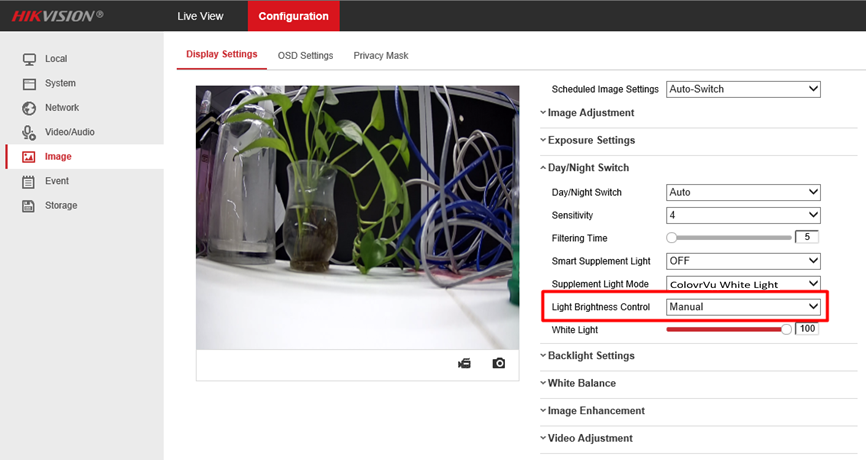 HIKVISION®
Live View
Configuration
Local
System
Network
Video/Audio
Image
Event
Storage
Display Settings
OSD Settings
Privacy Mask
Scheduled Image Settings Auto-Switch
Image Adjustment
Exposure Settings
Day/Night Switch
Day/Night Switch Auto
Sensitivity 4
Filtering Time 5
Smart Supplement Light OFF
Supplement Light Mode ColovrVu White Light
Light Brightness Control Manual
White Light 100
Backlight Settings
White Balance
Image Enhancement
Video Adjustment